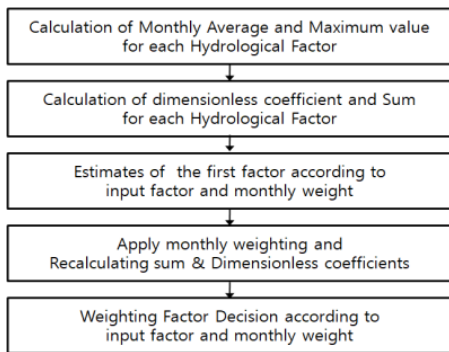 Calculation of Monthly Average and Maximum value
for each Hydrological Factor
Calculation of dimensionless coefficient and Sum
for each Hydrological Factor
Estimates of the first factor according to
input factor and monthly weight
Apply monthly weighting and
Recalculating sum & Dimensionless coefficients
Weighting Factor Decision according to
input factor and monthly weight